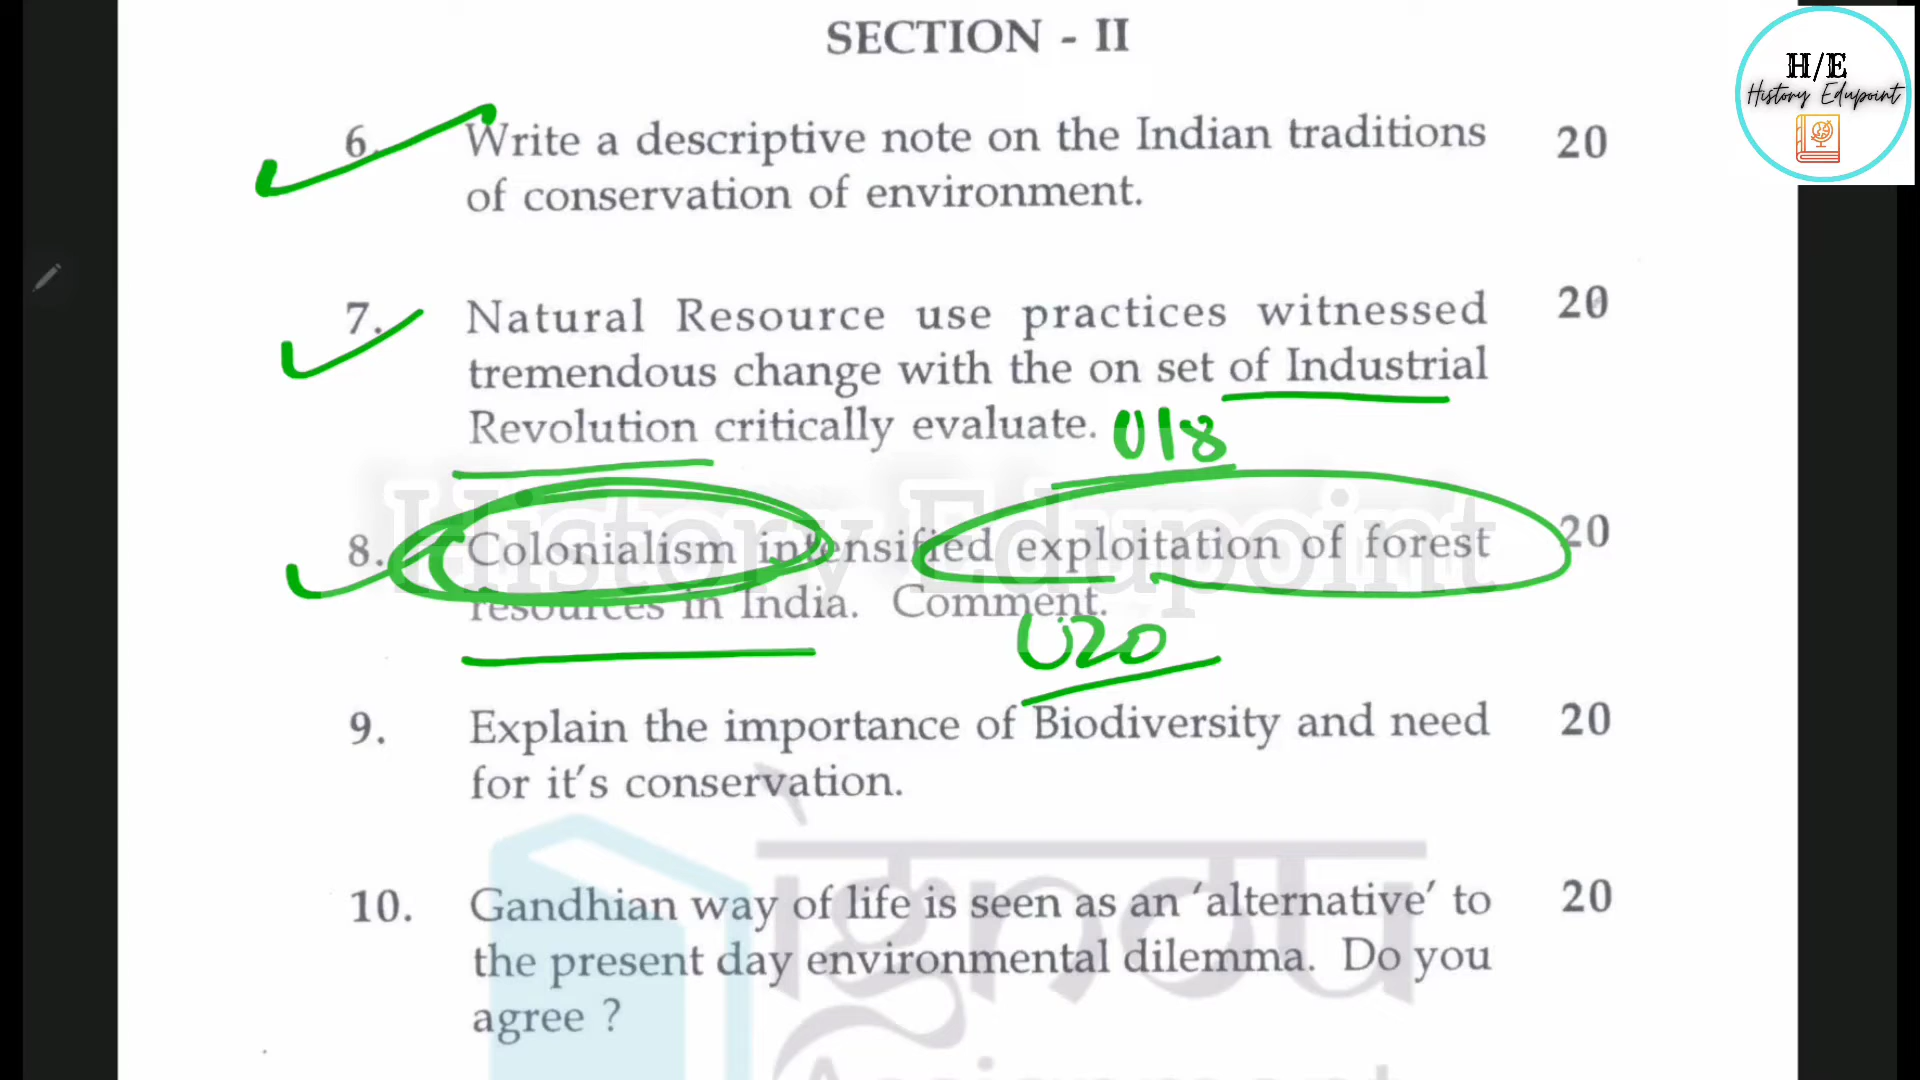 SECTION - II
H/E
History Edupoint
6. Write a descriptive note on the Indian traditions 20
of conservation of environment.
7. Natural Resource use practices witnessed 20
tremendous change with the on set of Industrial
Revolution critically evaluate. U18
History Edupoint
8. Colonialism intensified exploitation of forest 20
resources in India. Comment.
U20
9. Explain the importance of Biodiversity and need 20
for it's conservation.
ignou
10. Gandhian way of life is seen as an 'alternative' to 20
the present day environmental dilemma. Do you
agree ?